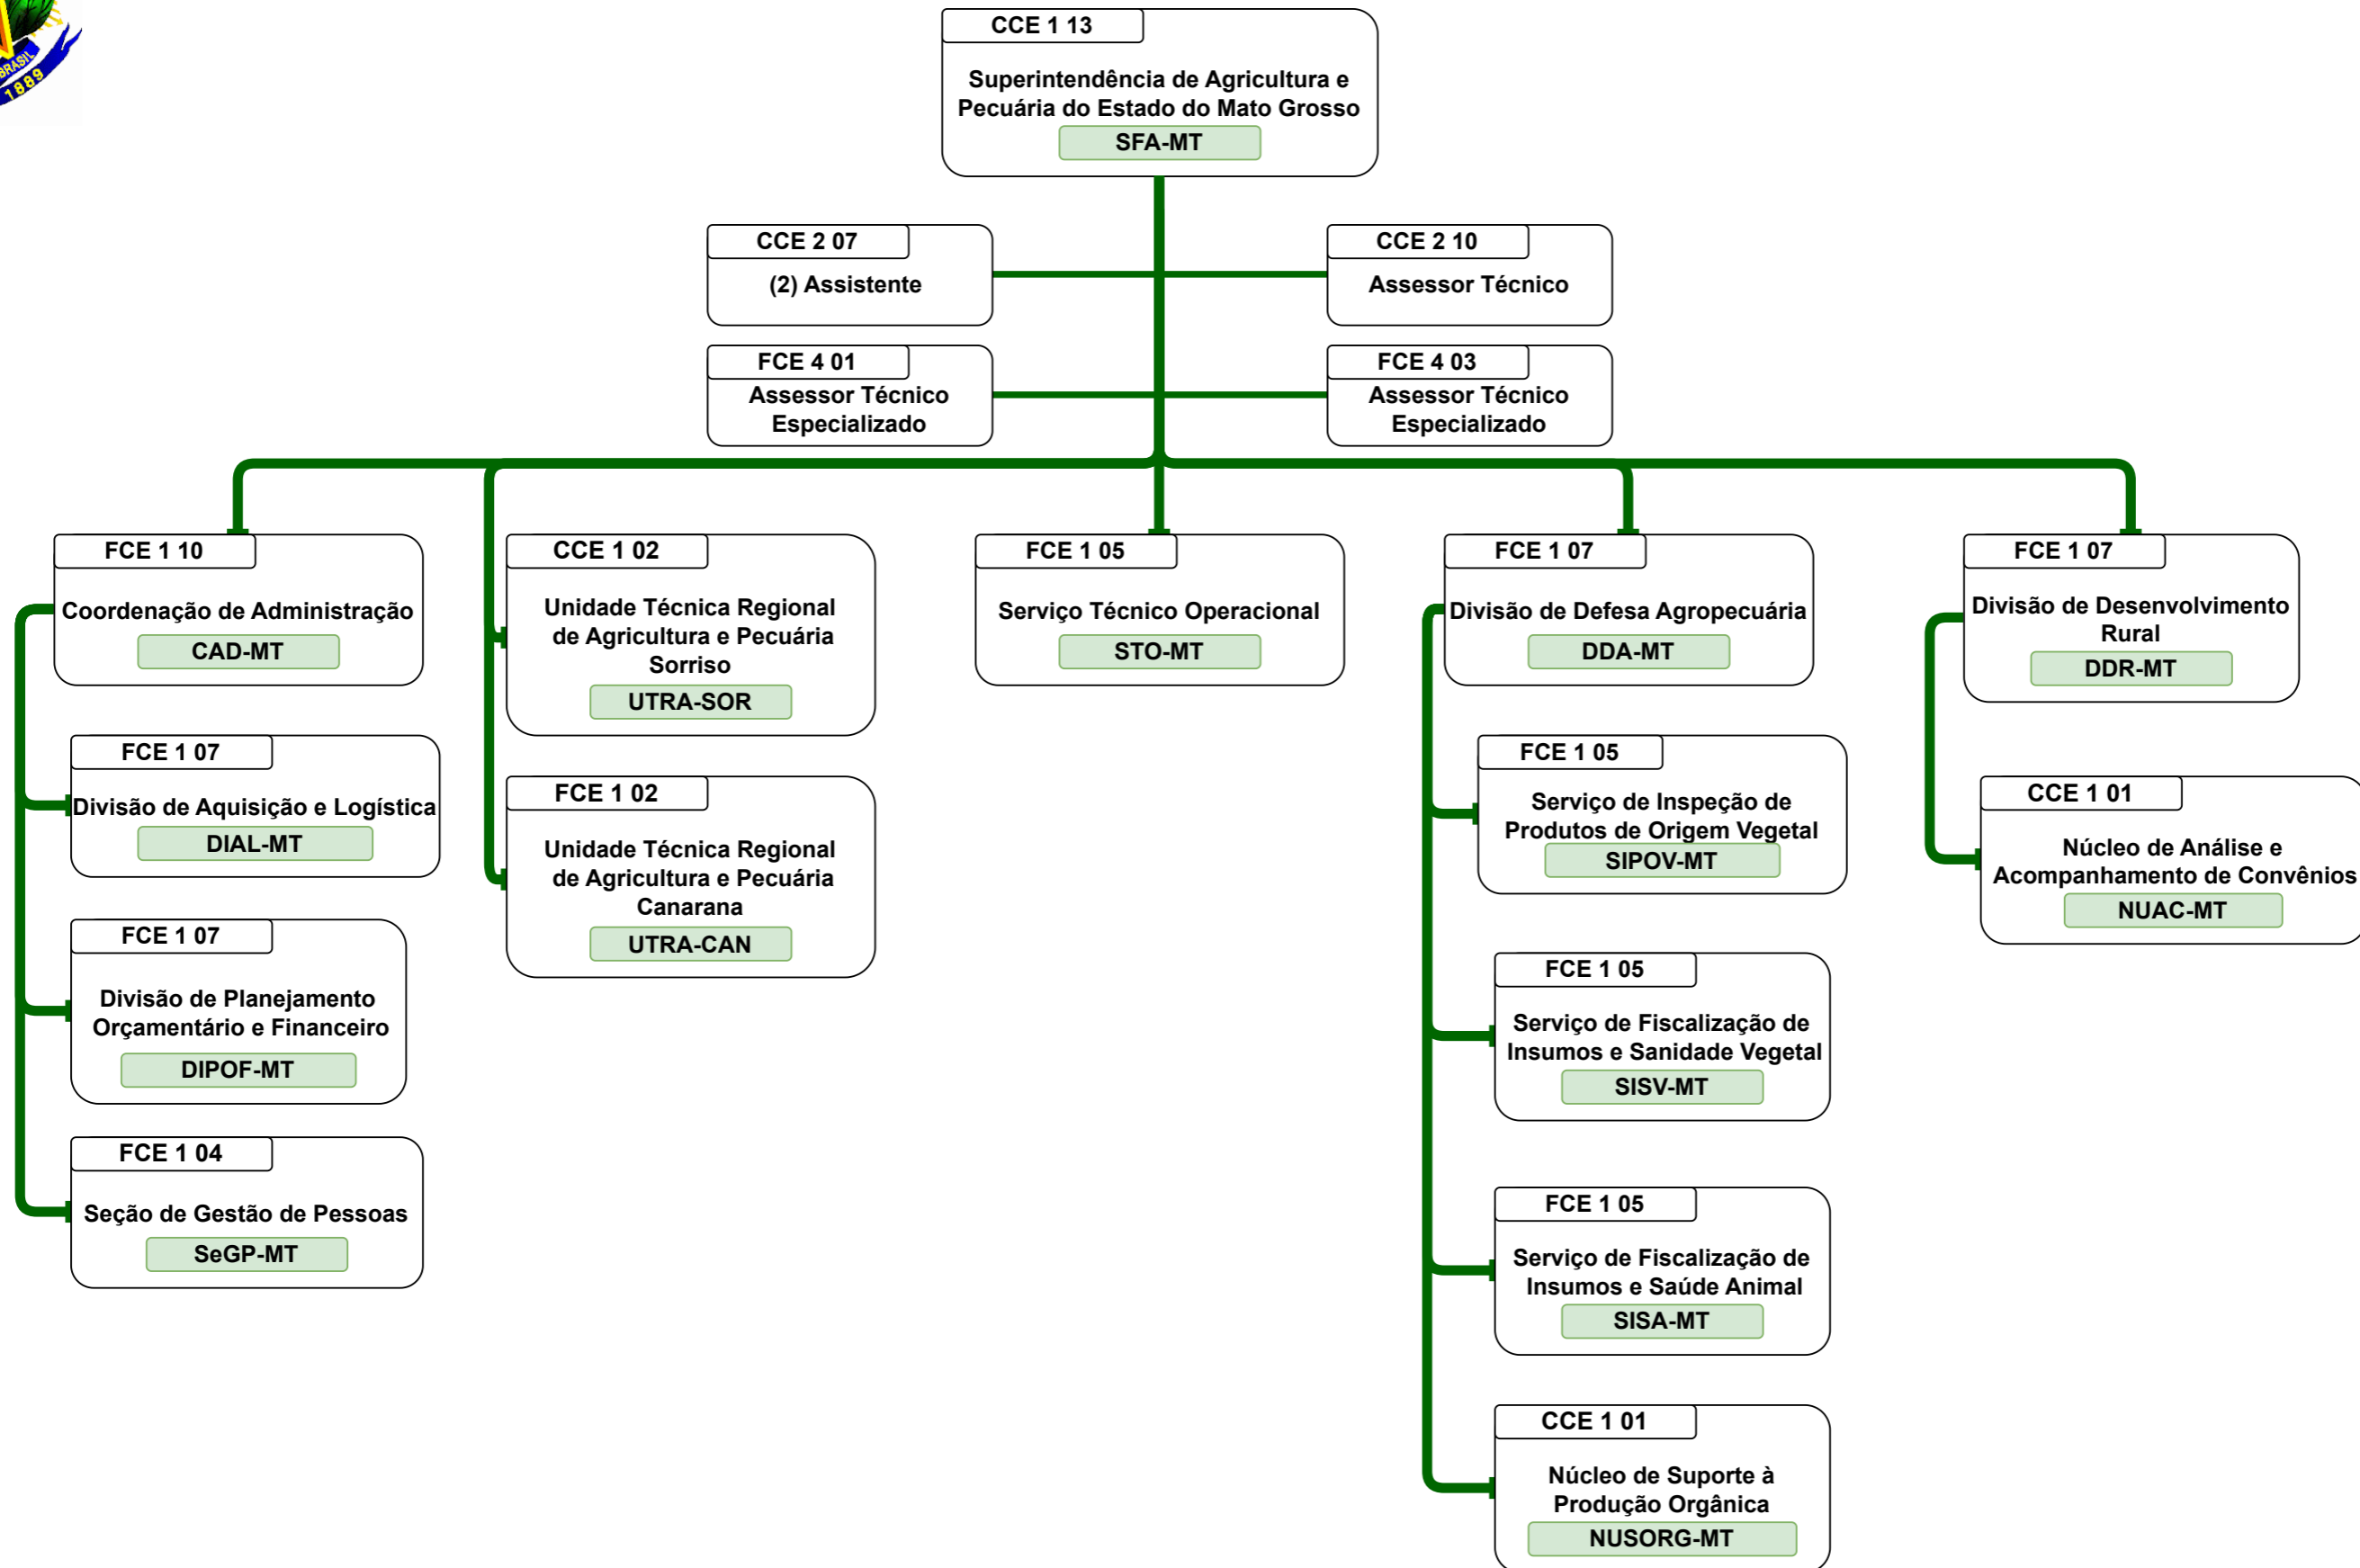 BRASIL
1889
CCE 1 13
Superintendência de Agricultura e
Pecuária do Estado do Mato Grosso
SFA-MT
CCE 2 07
(2) Assistente
CCE 2 10
Assessor Técnico
FCE 4 01
Assessor Técnico
Especializado
FCE 4 03
Assessor Técnico
Especializado
FCE 1 10
Coordenação de Administração
CAD-MT
FCE 1 07
Divisão de Aquisição e Logística
DIAL-MT
FCE 1 07
Divisão de Planejamento
Orçamentário e Financeiro
DIPOF-MT
FCE 1 04
Seção de Gestão de Pessoas
SeGP-MT
CCE 1 02
Unidade Técnica Regional
de Agricultura e Pecuária
Sorriso
UTRA-SOR
FCE 1 02
Unidade Técnica Regional
de Agricultura e Pecuária
Canarana
UTRA-CAN
FCE 1 05
Serviço Técnico Operacional
STO-MT
FCE 1 07
Divisão de Defesa Agropecuária
DDA-MT
FCE 1 05
Serviço de Inspeção de
Produtos de Origem Vegetal
SIPOV-MT
FCE 1 05
Serviço de Fiscalização de
Insumos e Sanidade Vegetal
SISV-MT
FCE 1 05
Serviço de Fiscalização de
Insumos e Saúde Animal
SISA-MT
CCE 1 01
Núcleo de Suporte à
Produção Orgânica
NUSORG-MT
FCE 1 07
Divisão de Desenvolvimento
Rural
DDR-MT
CCE 1 01
Núcleo de Análise e
Acompanhamento de Convênios
NUAC-MT